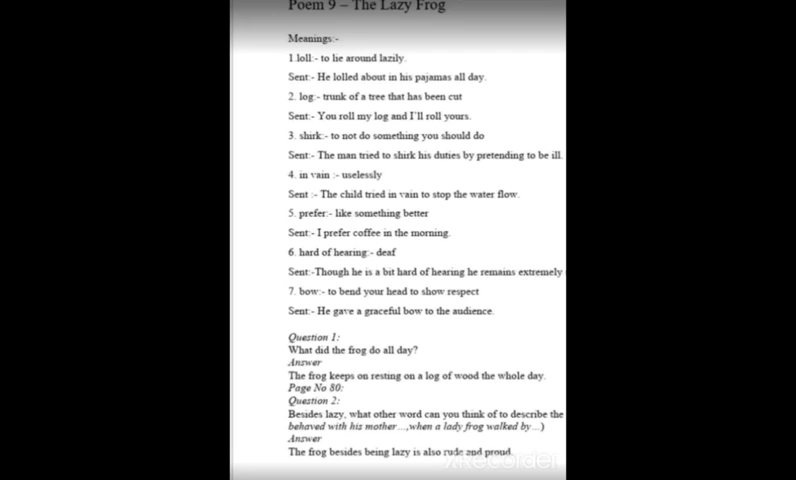 Poem 9 – The Lazy Frog
Meanings:-
1.loll:- to lie around lazily.
Sent:- He lolled about in his pajamas all day.
2. log:- trunk of a tree that has been cut
Sent:- You roll my log and I'll roll yours.
3. shirk:- to not do something you should do
Sent:- The man tried to shirk his duties by pretending to be ill.
4. in vain :- uselessly
Sent :- The child tried in vain to stop the water flow.
5. prefer:- like something better
Sent:- I prefer coffee in the morning.
6. hard of hearing:- deaf
Sent:-Though he is a bit hard of hearing he remains extremely
7. bow:- to bend your head to show respect
Sent:- He gave a graceful bow to the audience.
Question 1:
What did the frog do all day?
Answer
The frog keeps on resting on a log of wood the whole day.
Page No 80:
Question 2:
Besides lazy, what other word can you think of to describe the
behaved with his mother…,when a lady frog walked by…)
Answer
The frog besides being lazy is also rude and proud.
XRecorder